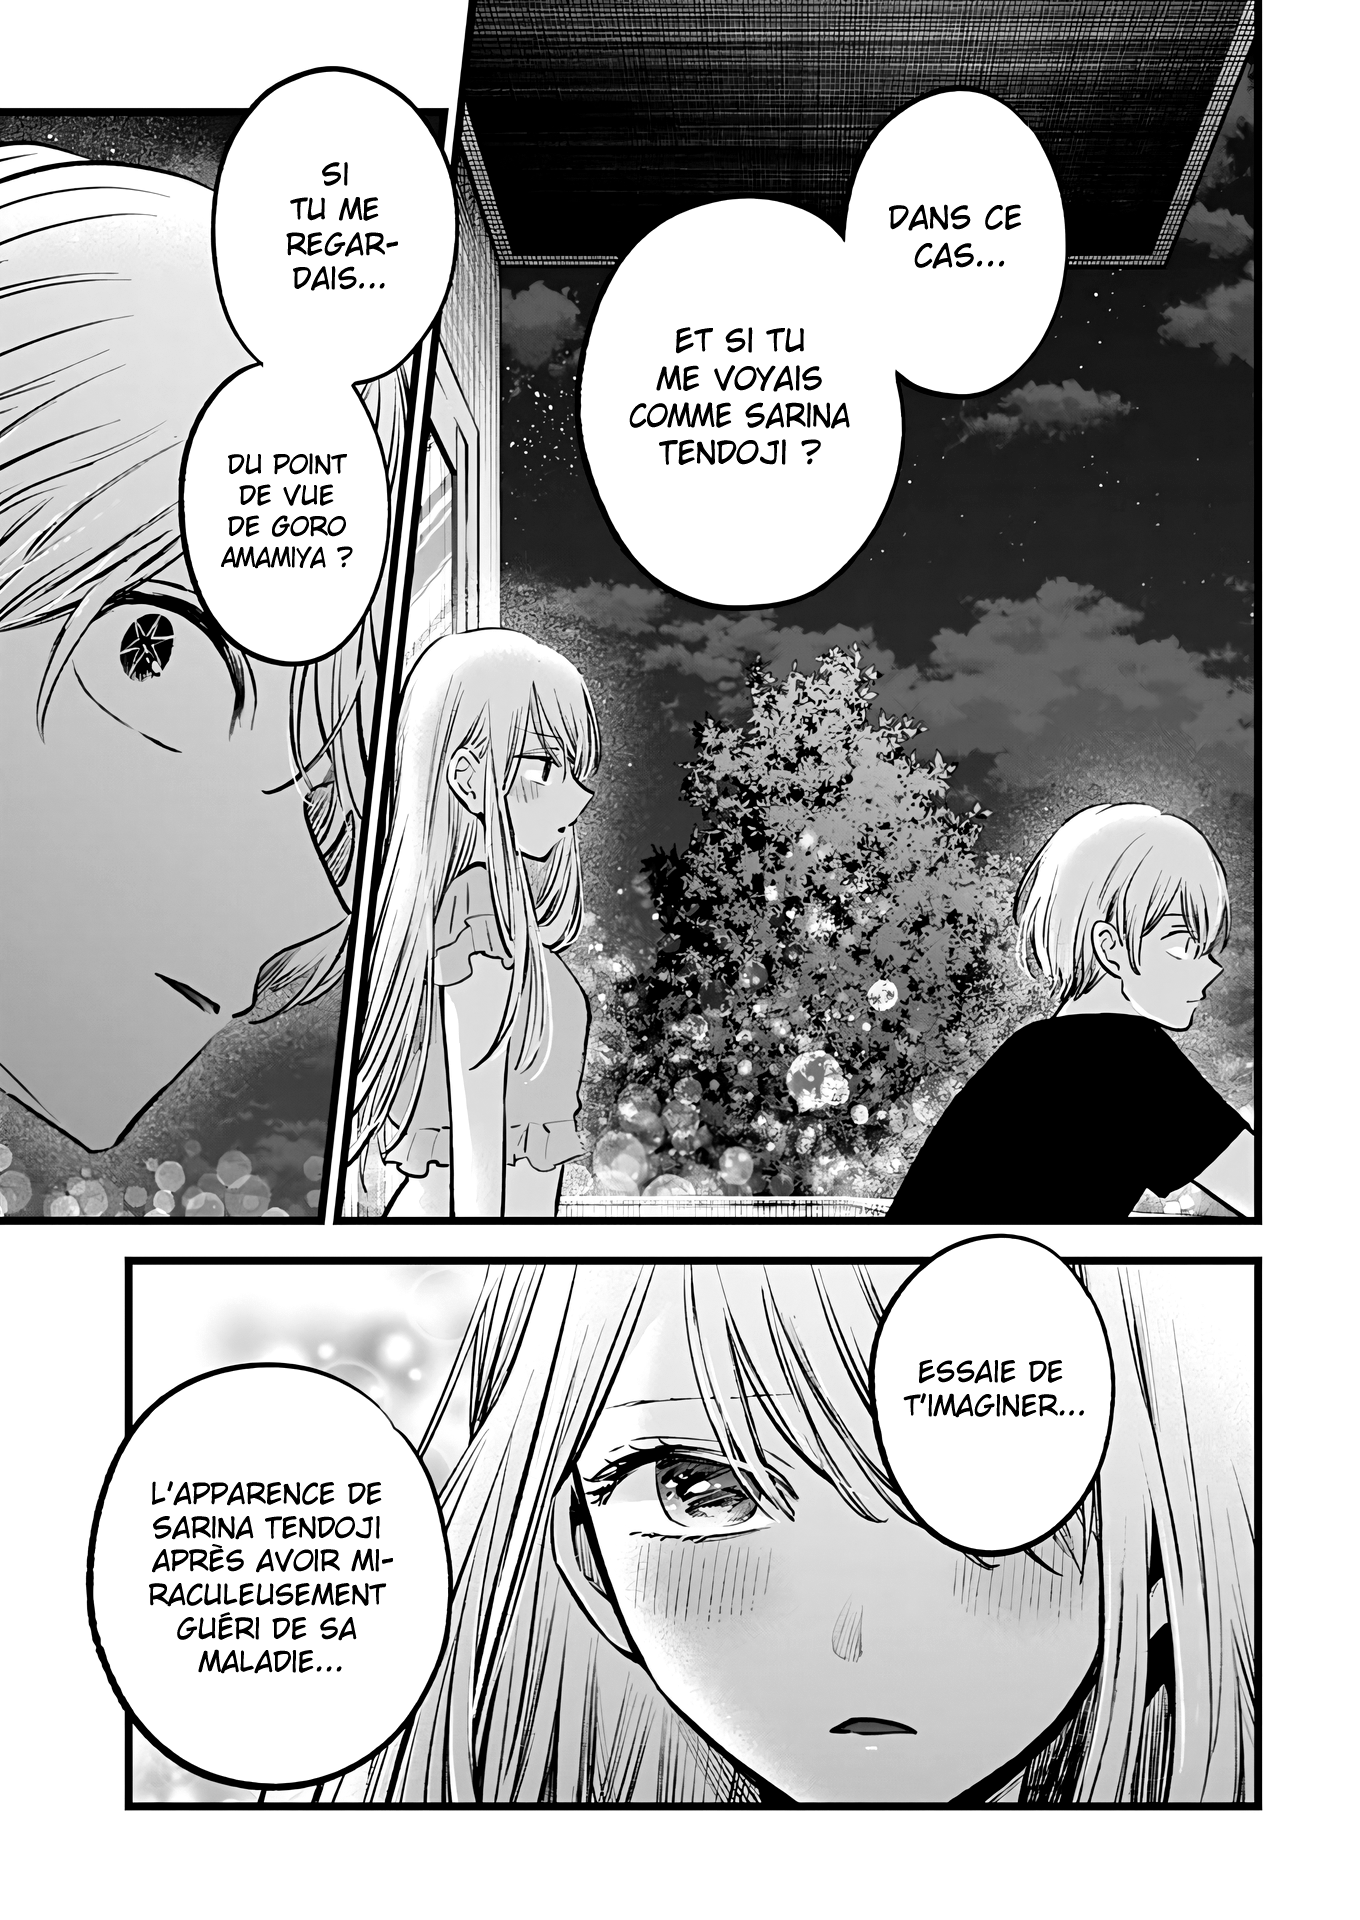 DANS CE
CAS...
ET SI TU
ME VOYAIS
COMME SARINA
TENDOJI ?
SI
TU ME
REGAR-
DAIS...
DU POINT
DE VUE
DE GORO
AMAMIYA ?
ESSAIE DE
T'IMAGINER...
L'APPARENCE DE
SARINA TENDOJI
APRÈS AVOIR MI-
RACULEUSEMENT
GUÉRI DE SA
MALADIE...